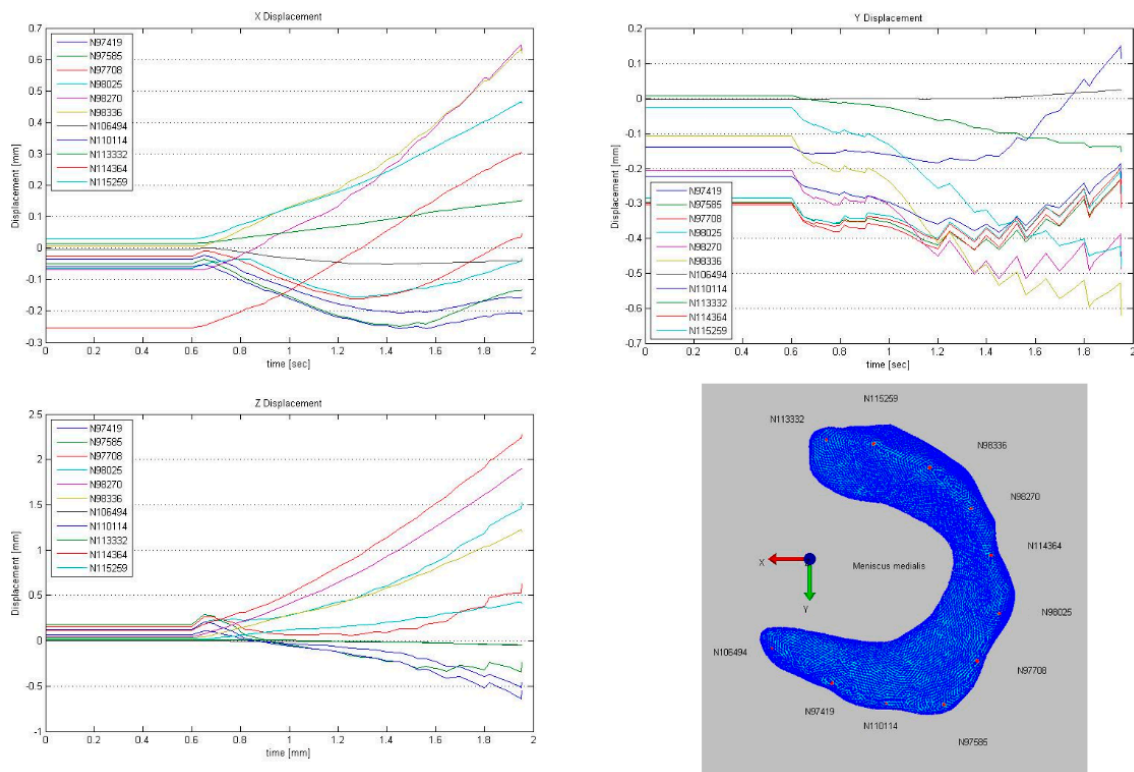 X Displacement
0.7
0.6
0.5
0.4
0.3
0.2
0.1
0
-0.1
-0.2
-0.3
Displacement [mm]
N97419
N97585
N97708
N98025
N98270
N98336
N106494
N110114
N113332
N114364
N115259
0 0.2 0.4 0.6 0.8 1 1.2 1.4 1.6 1.8 2
time [sec]
Y Displacement
0.2
0.1
0
-0.1
-0.2
-0.3
-0.4
-0.5
-0.6
-0.7
Displacement [mm]
N97419
N97585
N97708
N98025
N98270
N98336
N106494
N110114
N113332
N114364
N115259
0 0.2 0.4 0.6 0.8 1 1.2 1.4 1.6 1.8 2
time [sec]
Z Displacement
2.5
2
1.5
1
0.5
0
-0.5
-1
Displacement [mm]
N97419
N97585
N97708
N98025
N98270
N98336
N106494
N110114
N113332
N114364
N115259
0 0.2 0.4 0.6 0.8 1 1.2 1.4 1.6 1.8 2
time [mm]
N115259
N113332
N98336
N98270
N114364
X
Meniscus medialis
Y
N98025
N106494
N97708
N97419
N110114
N97585